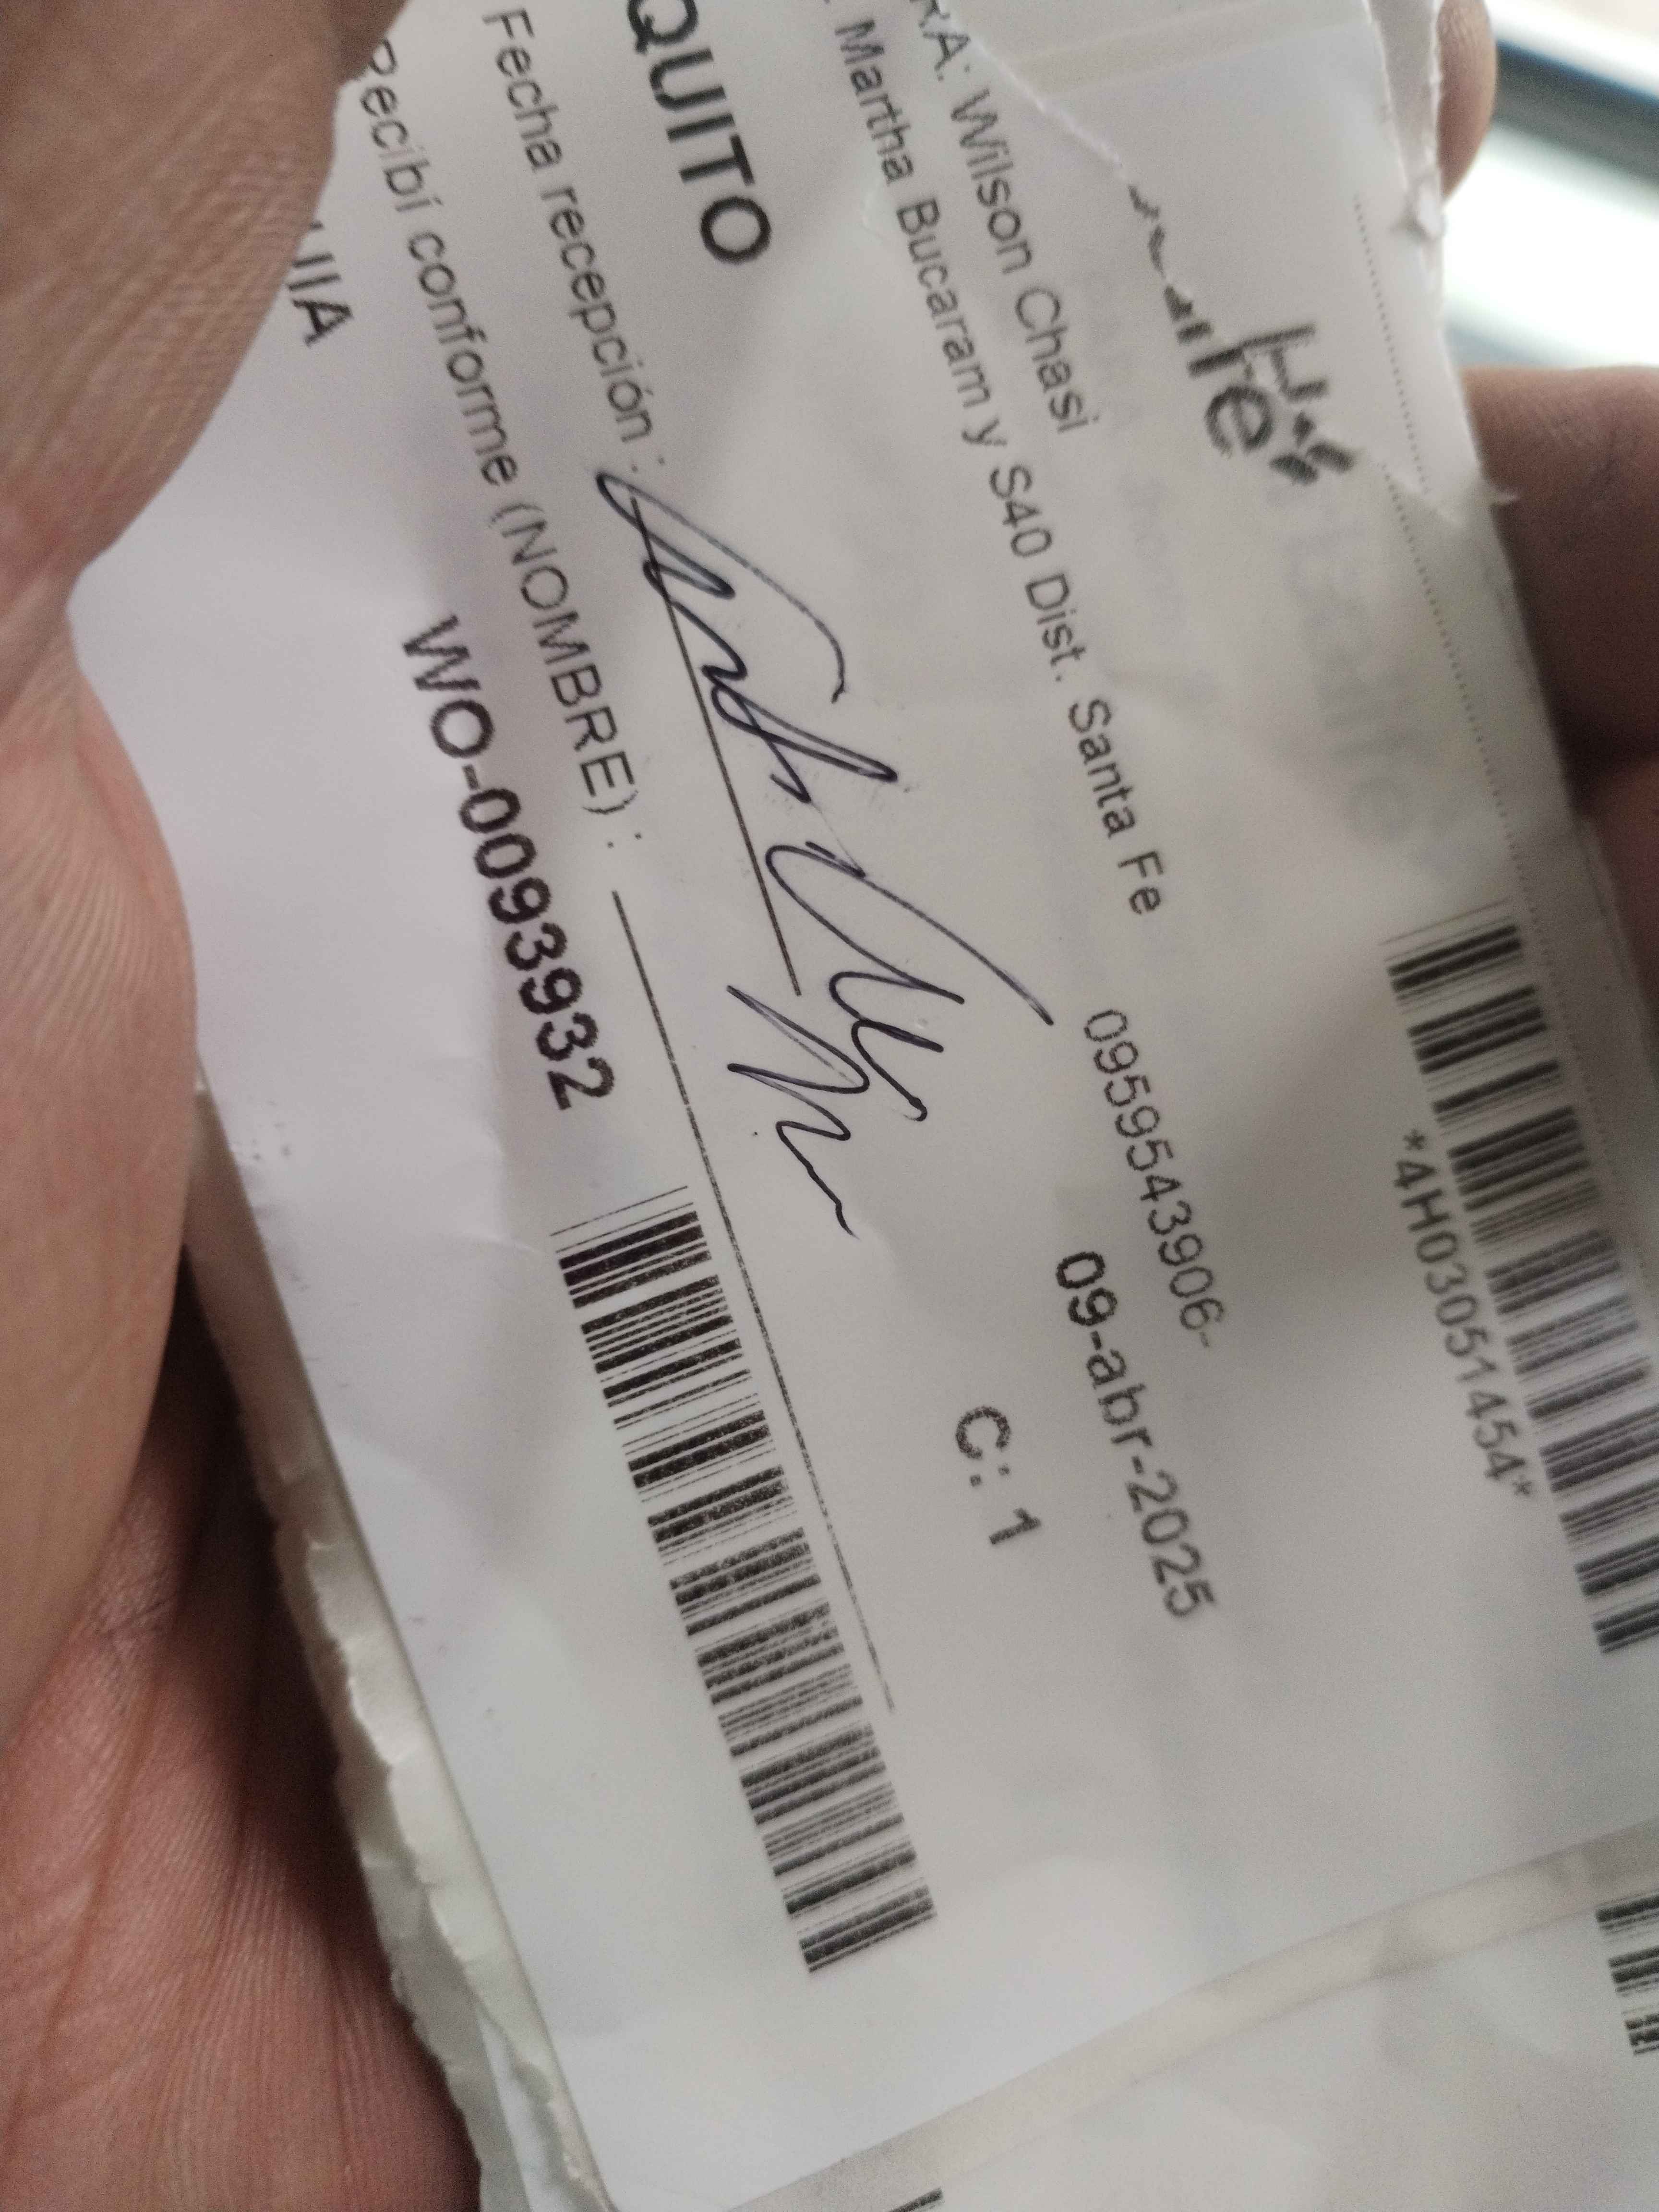 *4H03051454*
RA: Wilson Chasi
Martha Bucaram y S40 Dist. Santa Fe 0959543906-
09-abr-2025
QUITO C: 1
Fecha recepción :
Recibí conforme (NOMBRE) :
WO-0093932